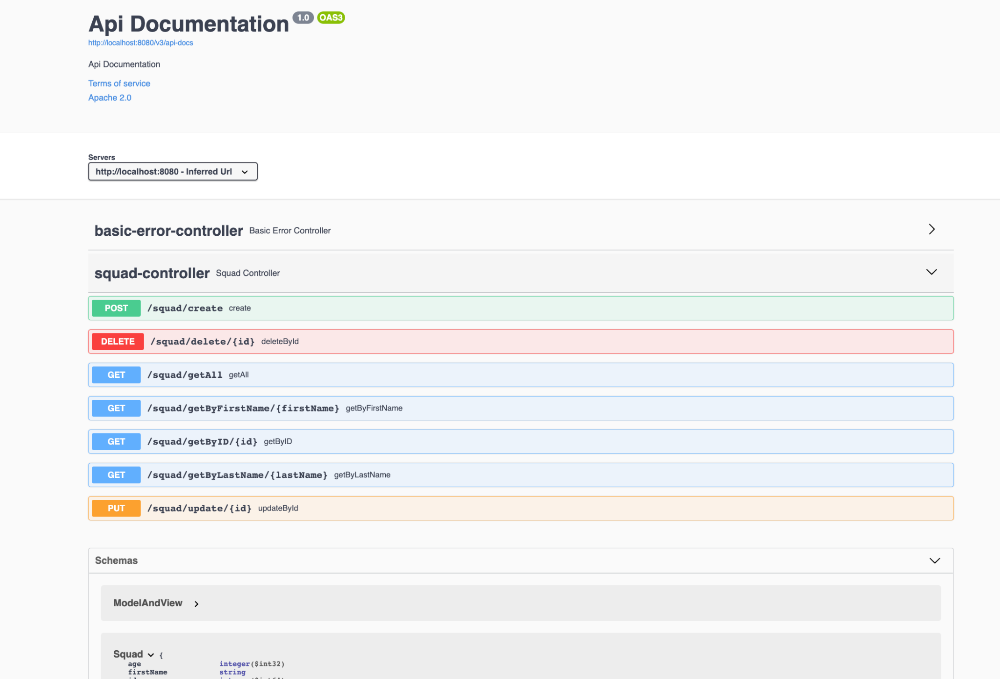 Api Documentation 1.0 OAS3
http://localhost:8080/v3/api-docs
Api Documentation
Terms of service
Apache 2.0
Servers
http://localhost:8080 - Inferred Url
basic-error-controller Basic Error Controller
squad-controller Squad Controller
POST /squad/create create
DELETE /squad/delete/{id} deleteById
GET /squad/getAll getAll
GET /squad/getByFirstName/{firstName} getByFirstName
GET /squad/getByID/{id} getByID
GET /squad/getByLastName/{lastName} getByLastName
PUT /squad/update/{id} updateById
Schemas
ModelAndView
Squad {
age integer($int32)
firstName string